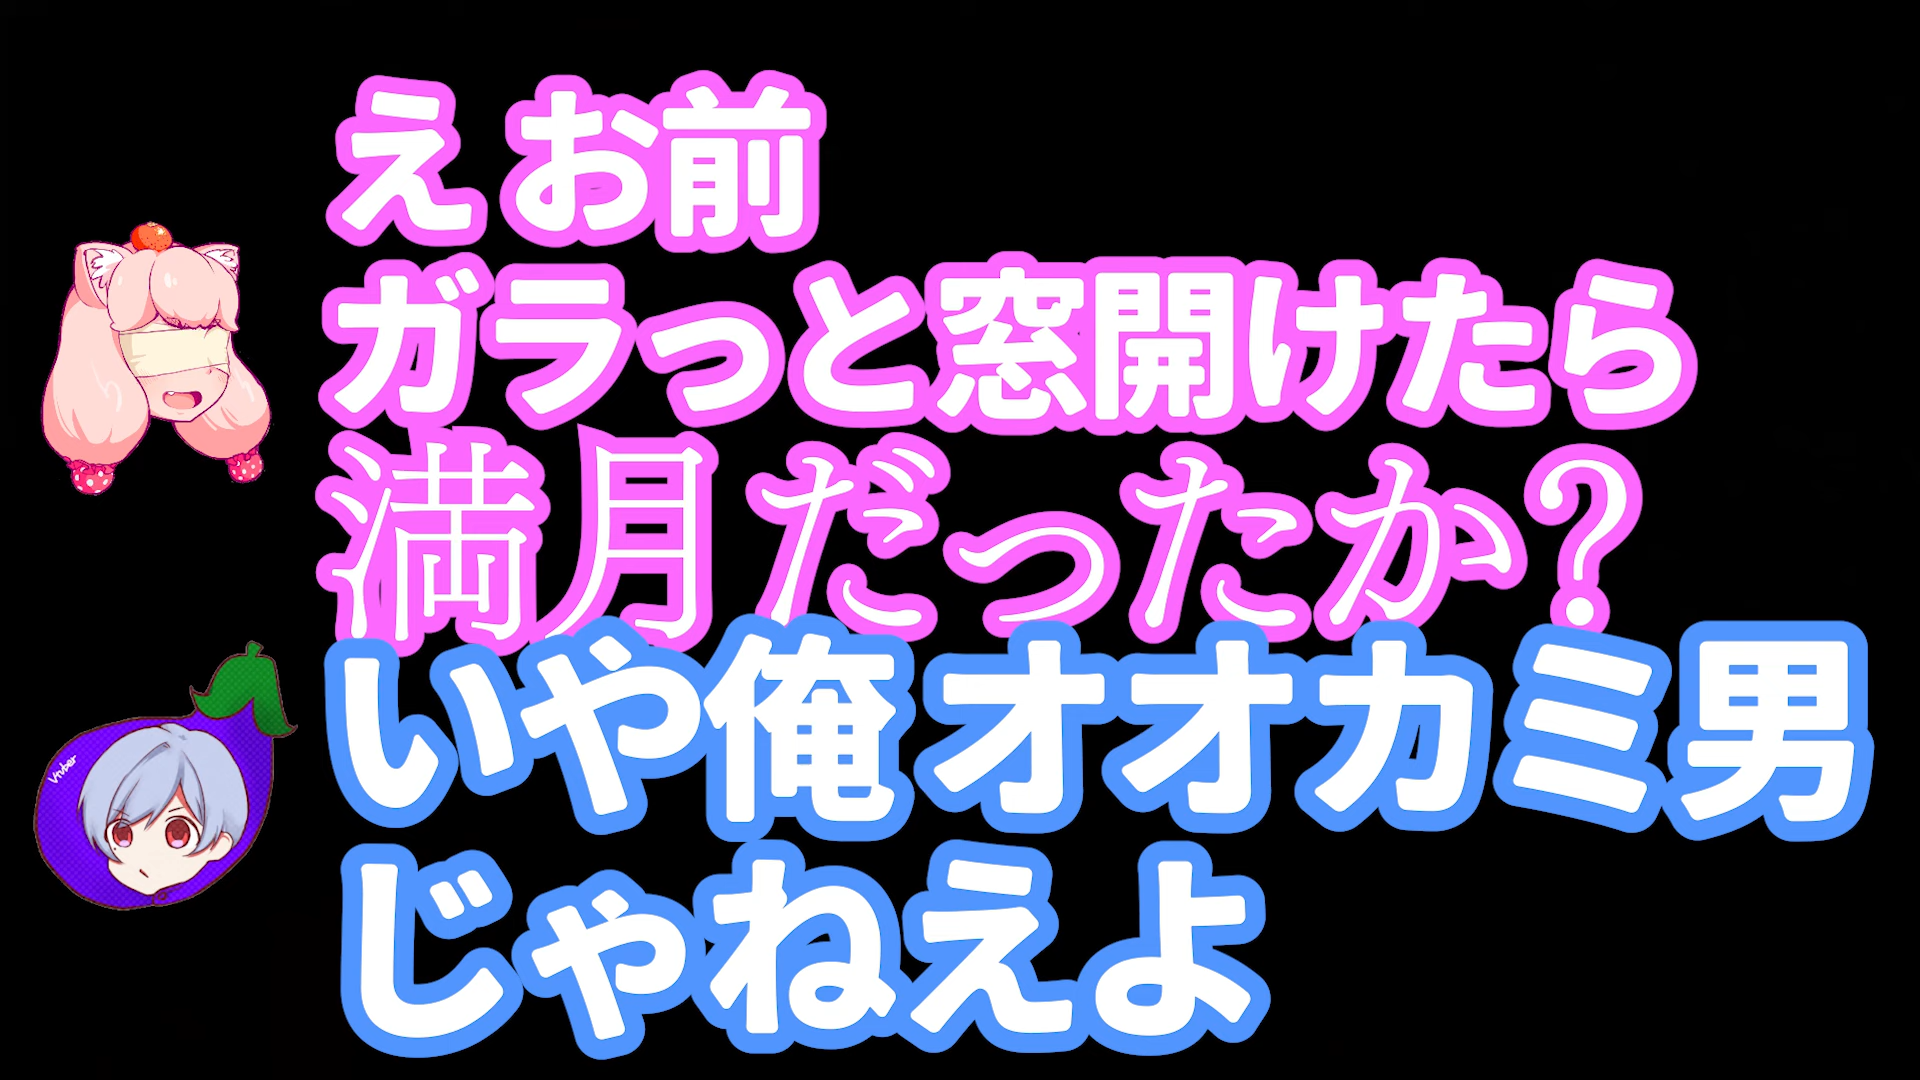 え お前
ガラっと窓開けたら
満月だったか?
いや俺オオカミ男
じゃねえよ
Vtuber